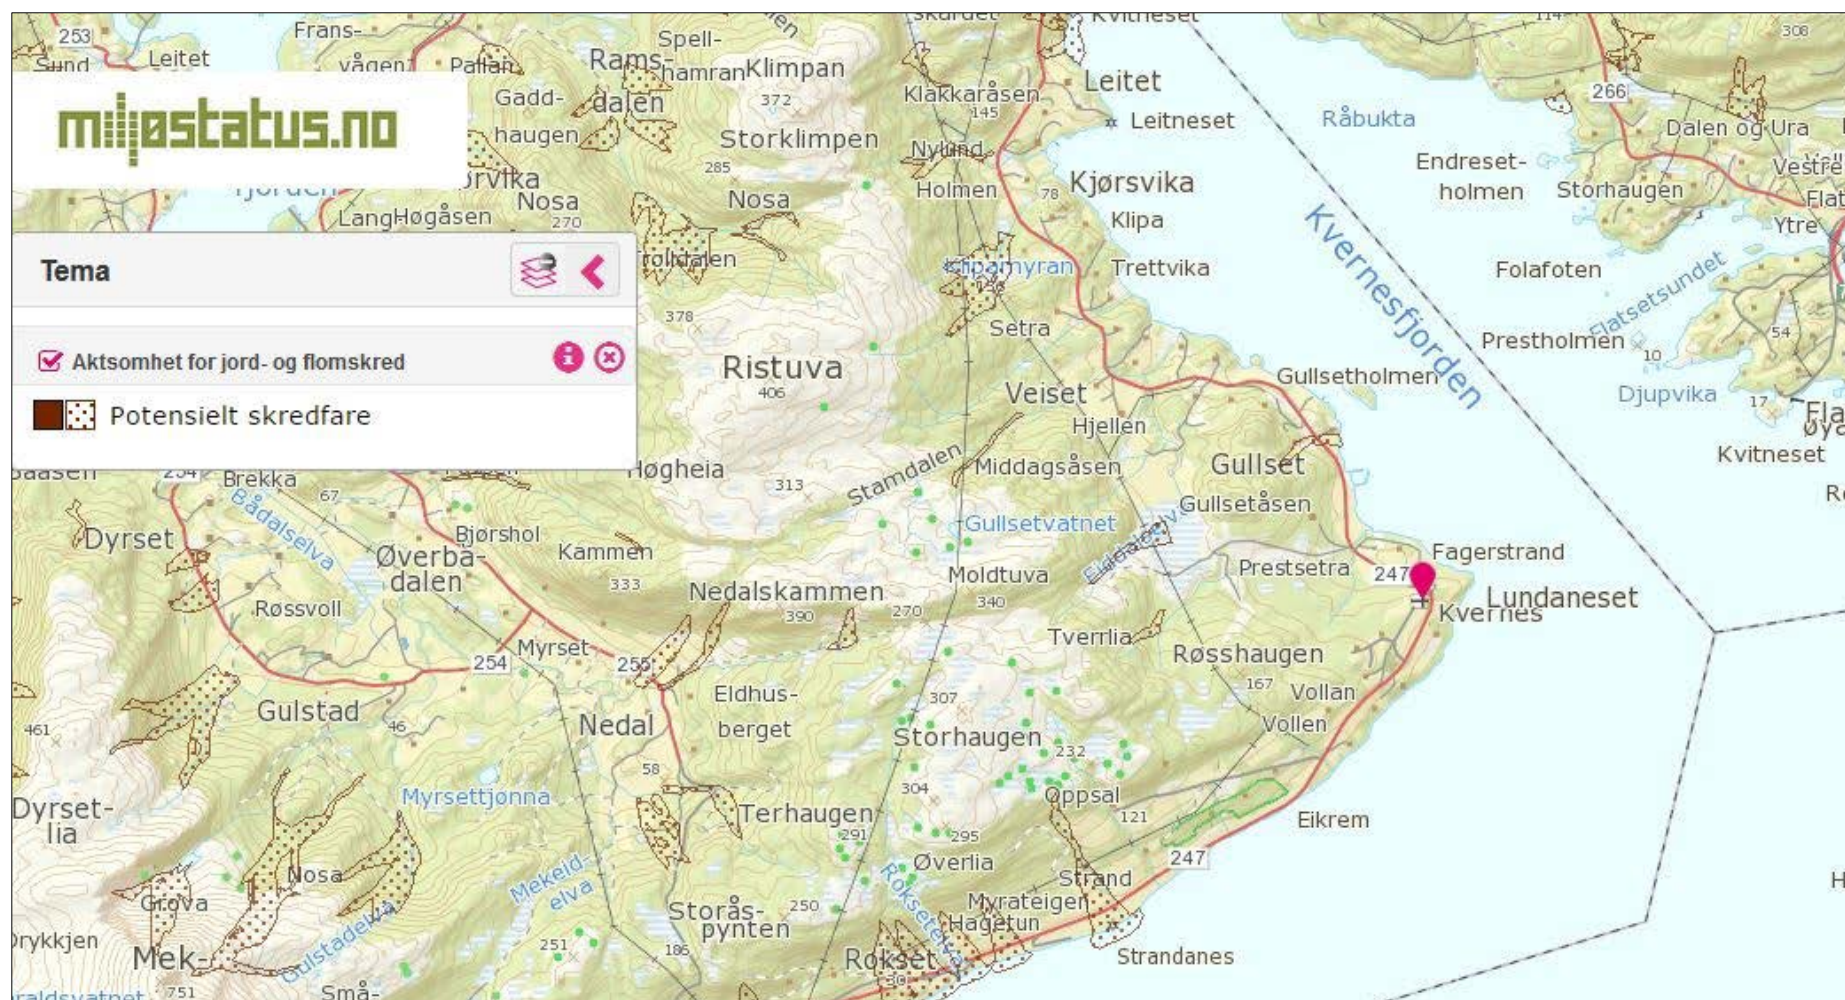 253
Leitet
Frans-
vågen
Spell-
hamran
Rams-
dalen
Klimpan
372
Gadd-
haugen
Storklimpen
285
Nosa
270
LangHøgåsen
Nosa
miljøstatus.no
Tema
Aktsomhet for jord- og flomskred
Potensielt skredfare
Kvitneset
Klakkaråsen
145
Leitet
Leitneset
Nylund
Holmen
78
Kjørsvika
Klipa
Klipamyran
Trettvika
Setra
378
Ristuva
406
Veiset
Hjellen
Høgheia
313
Stamdalen
Middagsåsen
Gullset
Gullsetåsen
Gullsetholmen
Gullsetvatnet
Moldtuva
340
Prestsetra
Fagerstrand
247
Lundaneset
Kvernes
Råbukta
266
308
Endreset-
holmen
Storhaugen
Dalen og Ura
Vestre
Ytre
Kvernesfjorden
Folafoten
Flatsetsundet
Prestholmen
10
54
Djupvika
17
Kvitneset
Brekka
67
Bådalselva
Dyrset
Bjørshol
Øverbå-
dalen
Kammen
333
Røssvoll
Nedalskammen
390
270
Myrset
254
255
Tverrlia
Røsshaugen
167
Vollan
Vollen
Gulstad
46
461
Nedal
Eldhus-
berget
307
Storhaugen
232
58
Myrsettjønna
Dyrset-
lia
Terhaugen
291
304
295
Oppsal
121
Eikrem
247
Øverlia
Nosa
Grova
Mekeid-
elva
Roksetelva
Strand
Myrateigen
Hagetun
Storås-
pynten
250
251
186
Gulstadelva
Mek-
751
Små-
Rokset
30
Strandanes